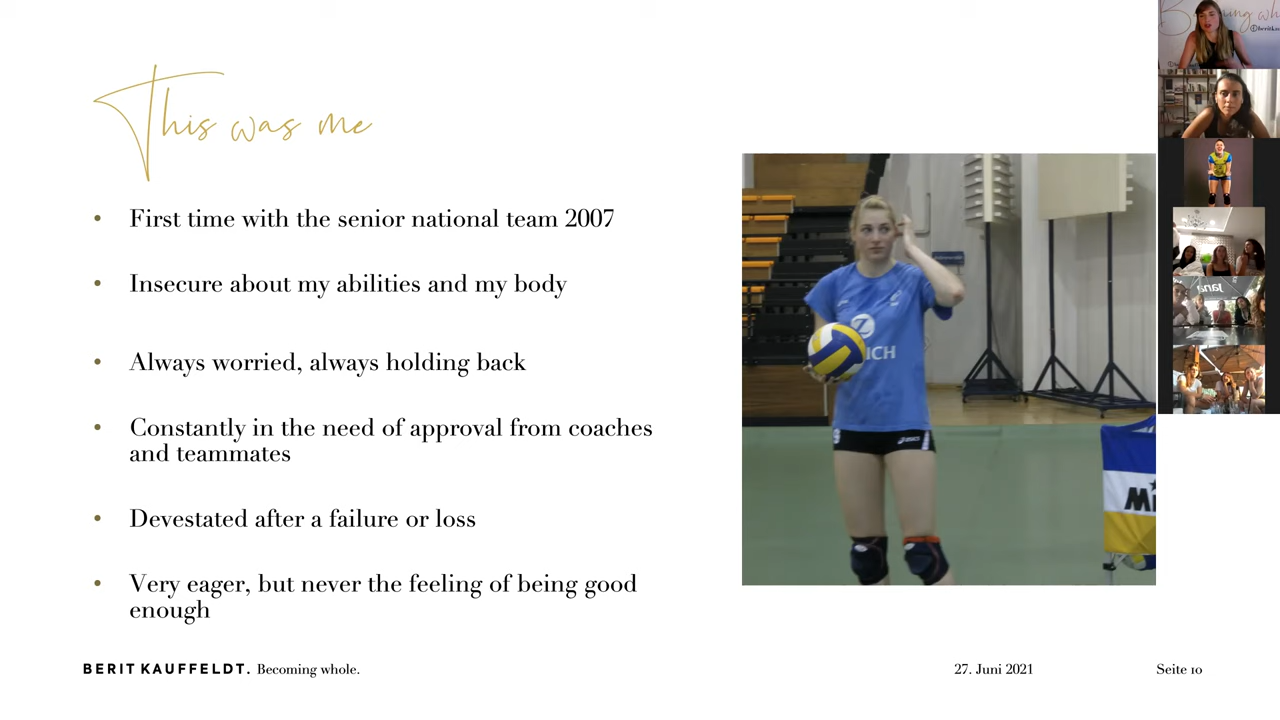 This was me
• First time with the senior national team 2007
• Insecure about my abilities and my body
• Always worried, always holding back
• Constantly in the need of approval from coaches
and teammates
• Devestated after a failure or loss
• Very eager, but never the feeling of being good
enough
BERIT KAUFFELDT. Becoming whole.
27. Juni 2021
Seite 10
asics